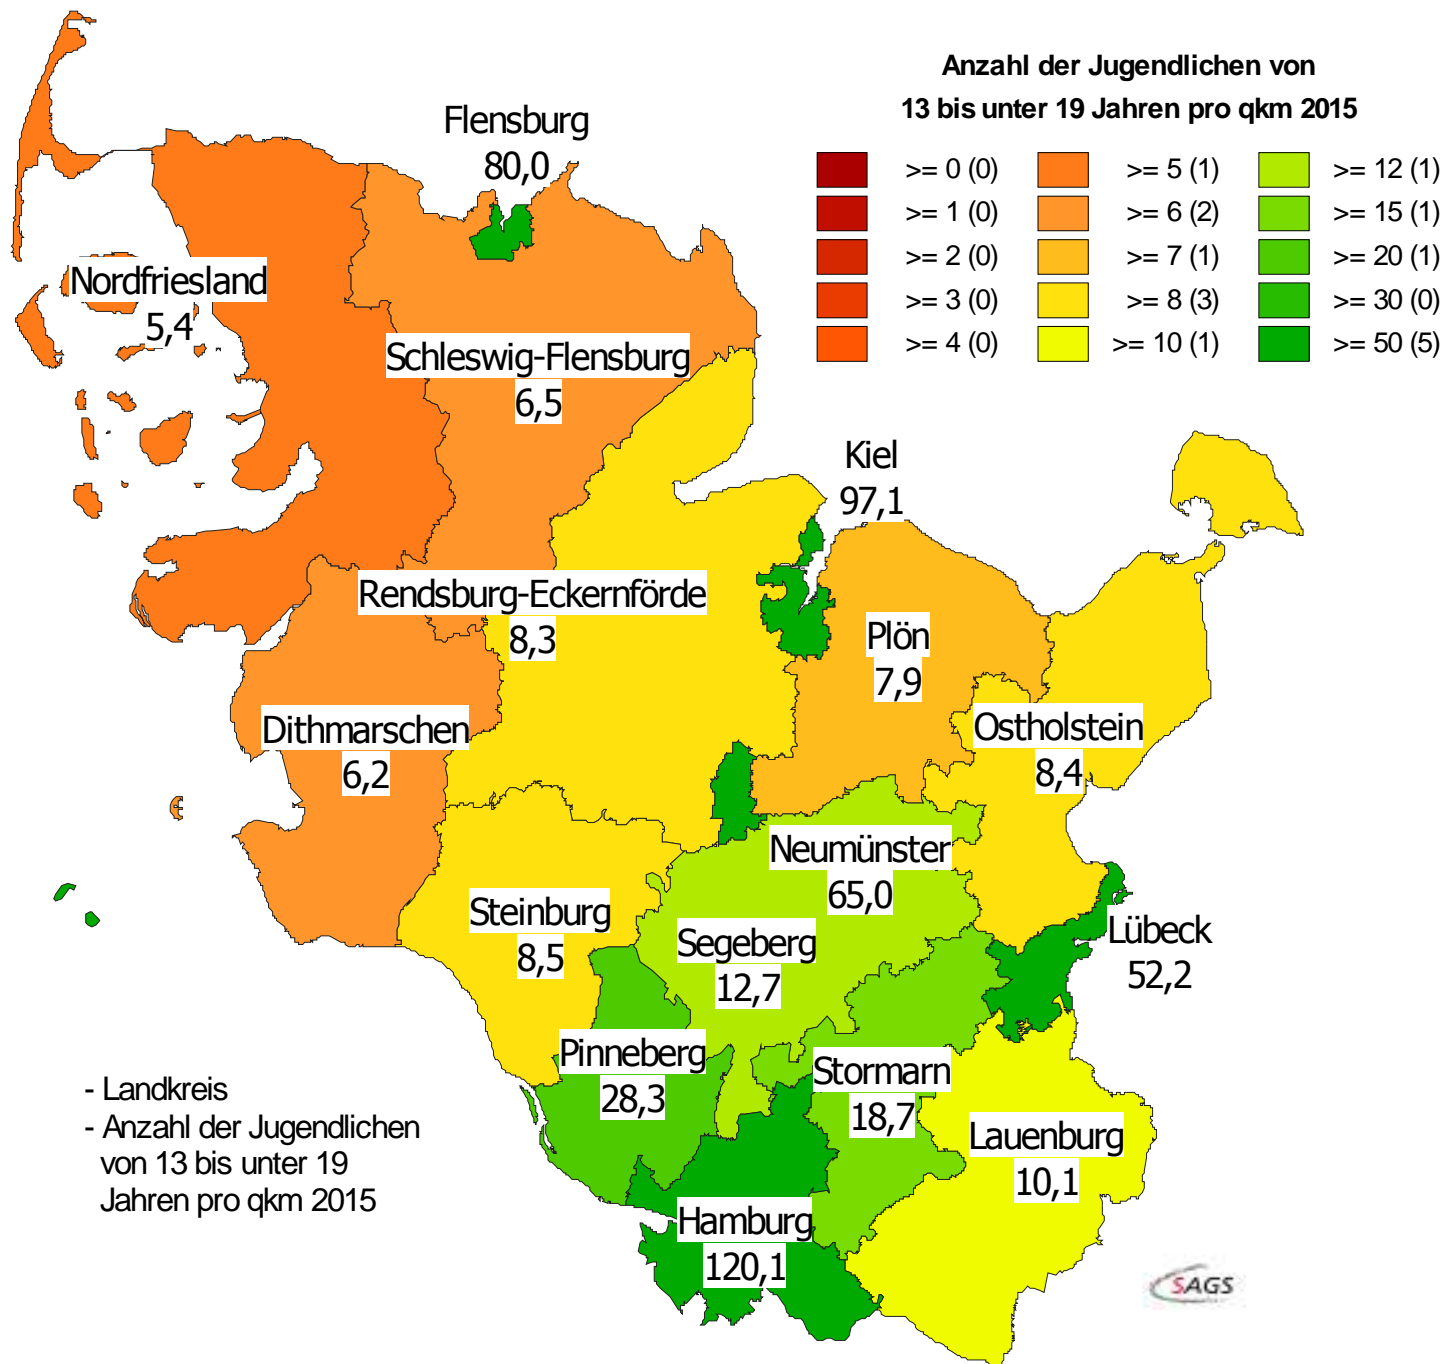 Anzahl der Jugendlichen von
13 bis unter 19 Jahren pro qkm 2015
>= 0 (0)
>= 1 (0)
>= 2 (0)
>= 3 (0)
>= 4 (0)
>= 5 (1)
>= 6 (2)
>= 7 (1)
>= 8 (3)
>= 10 (1)
>= 12 (1)
>= 15 (1)
>= 20 (1)
>= 30 (0)
>= 50 (5)
Flensburg
80,0
Nordfriesland
5,4
Schleswig-Flensburg
6,5
Kiel
97,1
Rendsburg-Eckernförde
8,3
Plön
7,9
Dithmarschen
6,2
Ostholstein
8,4
Neumünster
65,0
Steinburg
8,5
Segeberg
12,7
Lübeck
52,2
Pinneberg
28,3
Stormarn
18,7
Lauenburg
10,1
Hamburg
120,1
- Landkreis
- Anzahl der Jugendlichen
von 13 bis unter 19
Jahren pro qkm 2015
SAGS